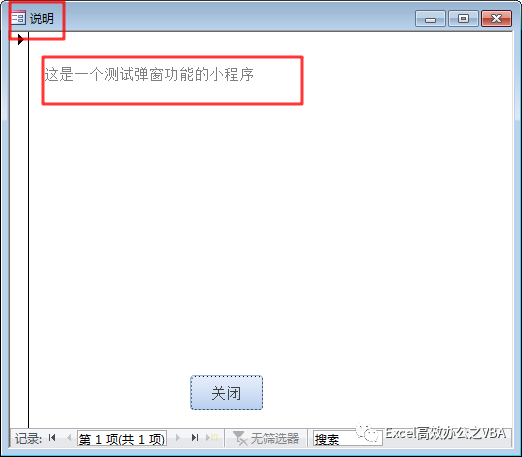 说明
这是一个测试弹窗功能的小程序
关闭
记录: 第 1 项(共 1 项) 无筛选器 搜索
Excel高效办公之VBA